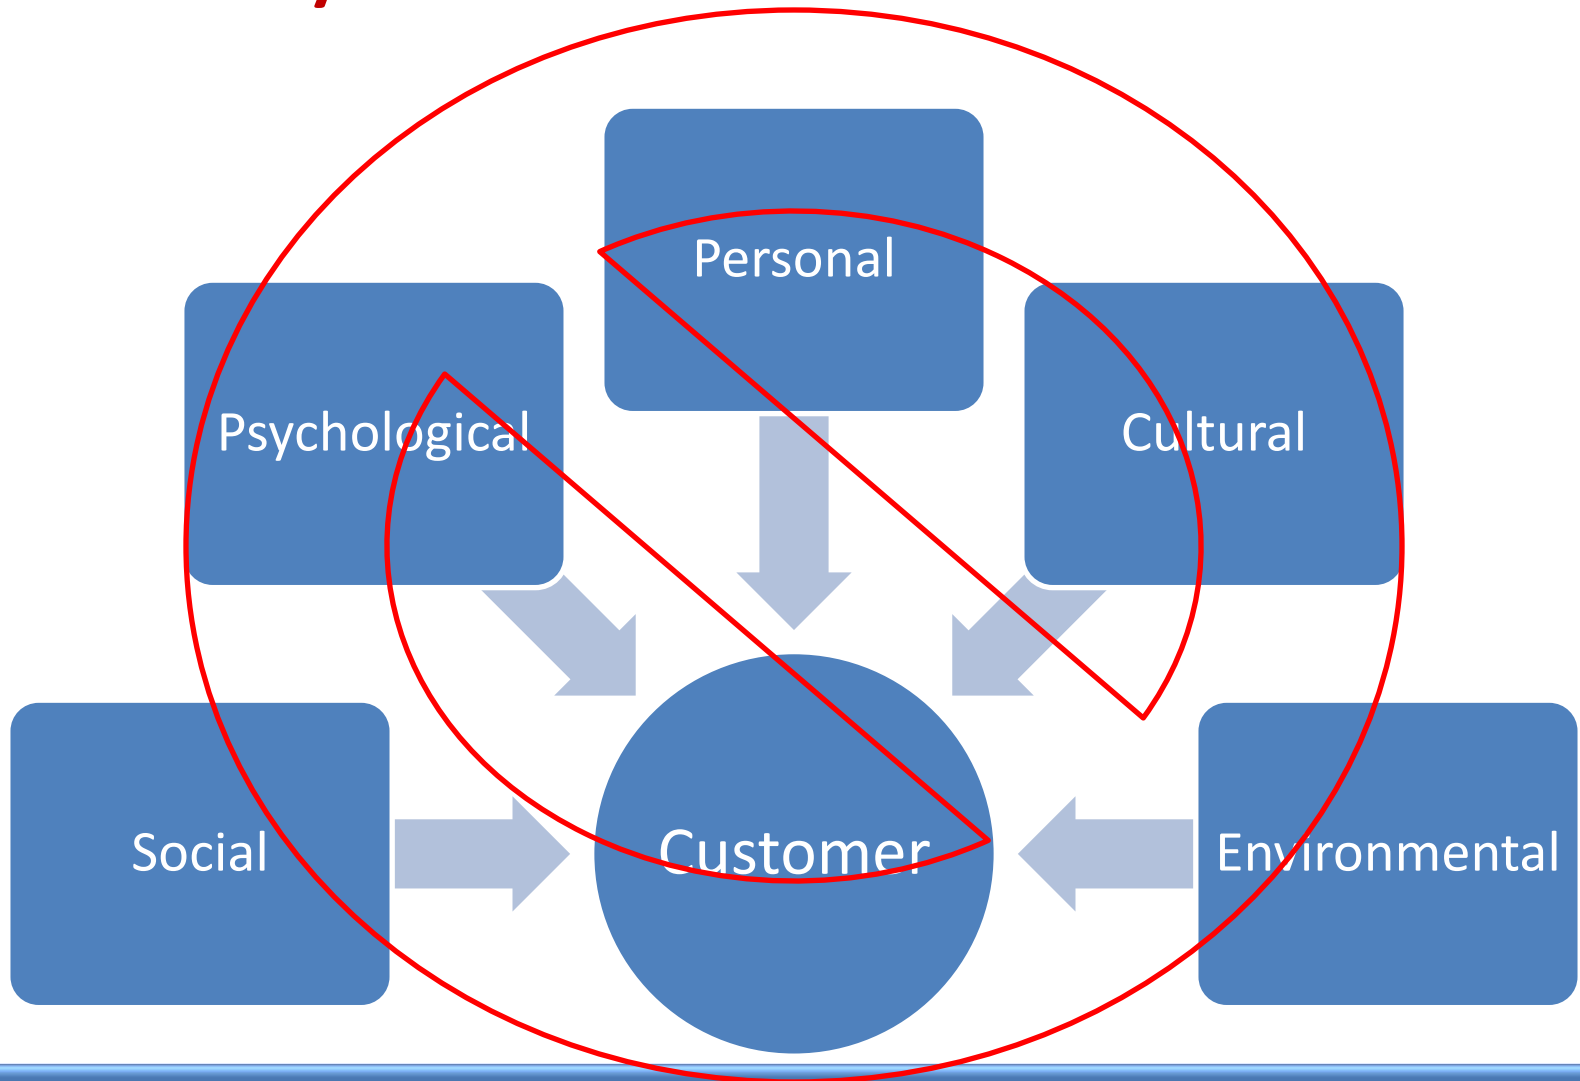 Personal
Psychological
Cultural
Social
Customer
Environmental